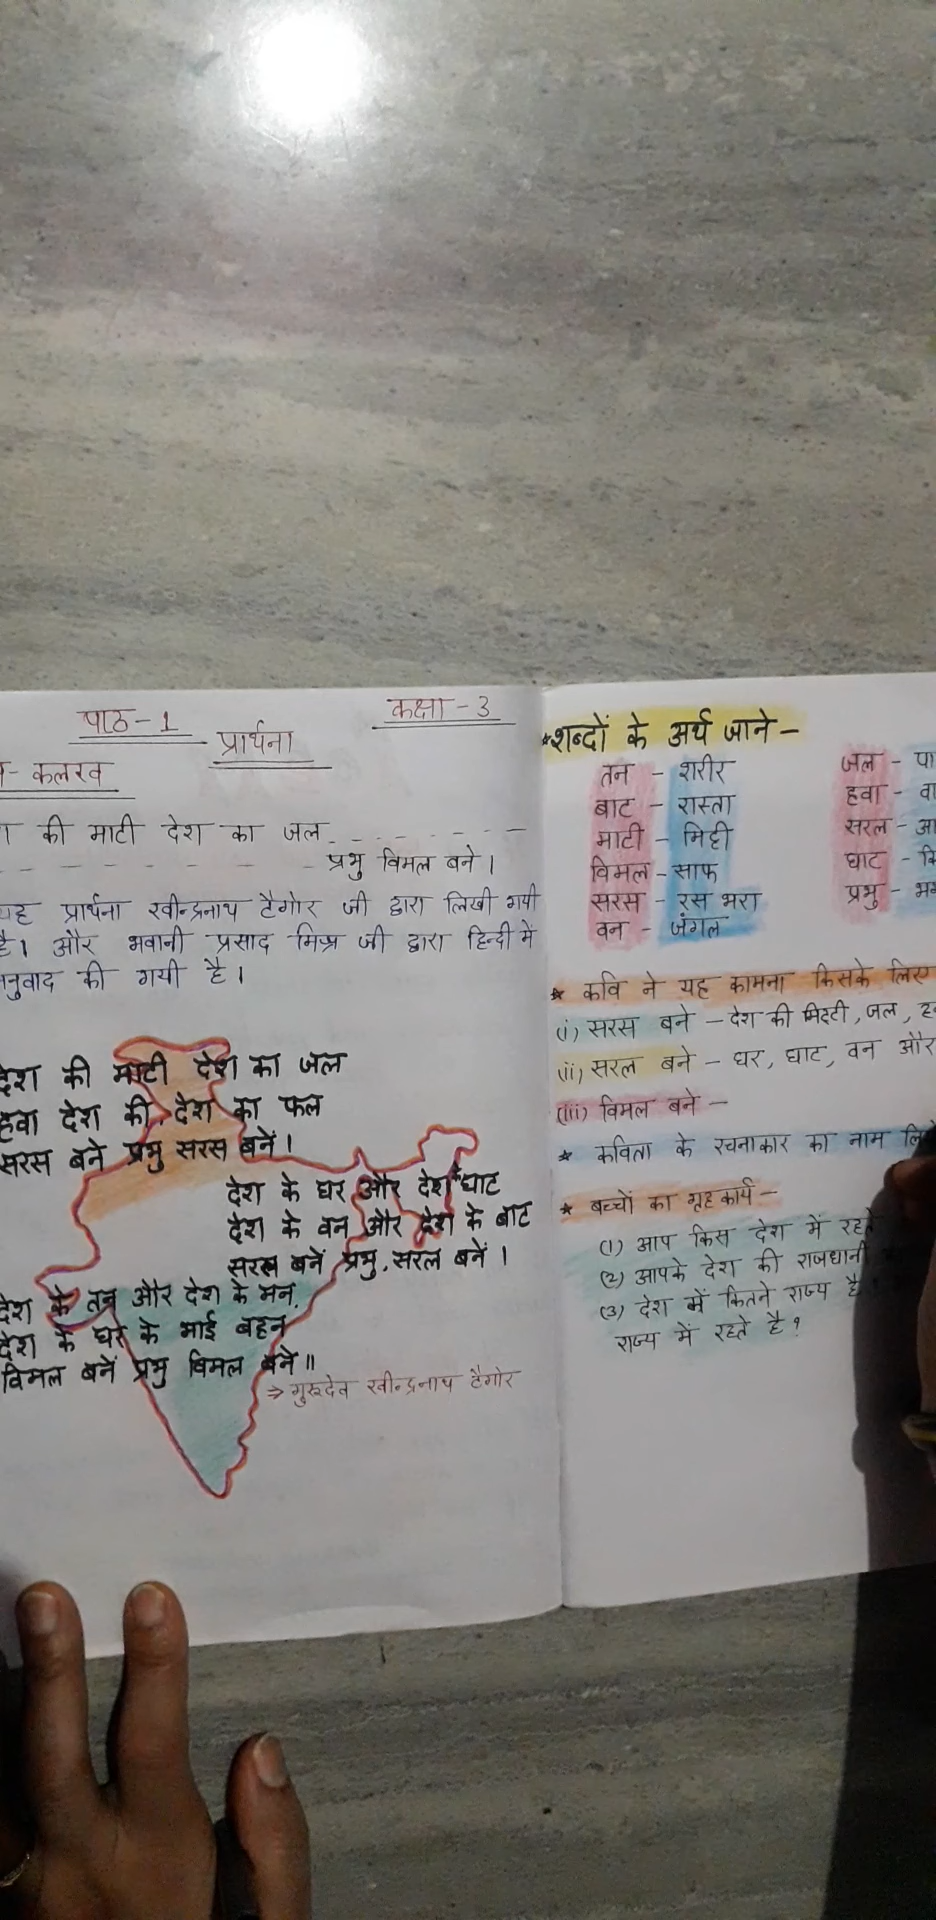 पाठ-1
कक्षा-3
प्रार्थना
- कलरव
की माटी देश का जल - - - - - -
- - - - - - - प्रभु विमल बने।
यह प्रार्थना रवीन्द्रनाथ टैगोर जी द्वारा लिखी गयी
है। और भवानी प्रसाद मिश्र जी द्वारा हिन्दी में
की गयी है।
देश की माटी देश का जल
हवा देश की, देश का फल
सरस बने प्रभु सरस बनें।
देश के घर और देश के घाट
देश के वन और देश के बाट
सरल बनें प्रभु, सरल बनें।
देश के तन और देश के मन,
देश के घर के भाई बहन
विमल बनें प्रभु विमल बने॥
⇒ गुरूदेव रवीन्द्रनाथ टैगोर
*शब्दों के अर्थ जाने -
तन - शरीर
बाट - रास्ता
माटी - मिट्टी
विमल - साफ
सरस - रस भरा
वन - जंगल
जल -
हवा -
सरल -
घाट -
प्रभु -
* कवि ने यह कामना किसके लिए
(i) सरस बने - देश की मिट्टी, जल,
(ii) सरल बने - घर, घाट, वन और
(iii) विमल बने -
* कविता के रचनाकार का नाम
* बच्चों का गृहकार्य -
(1) आप किस देश में रहते
(2) आपके देश की राजधानी
(3) देश में कितने राज्य है
राज्य में रहते है?